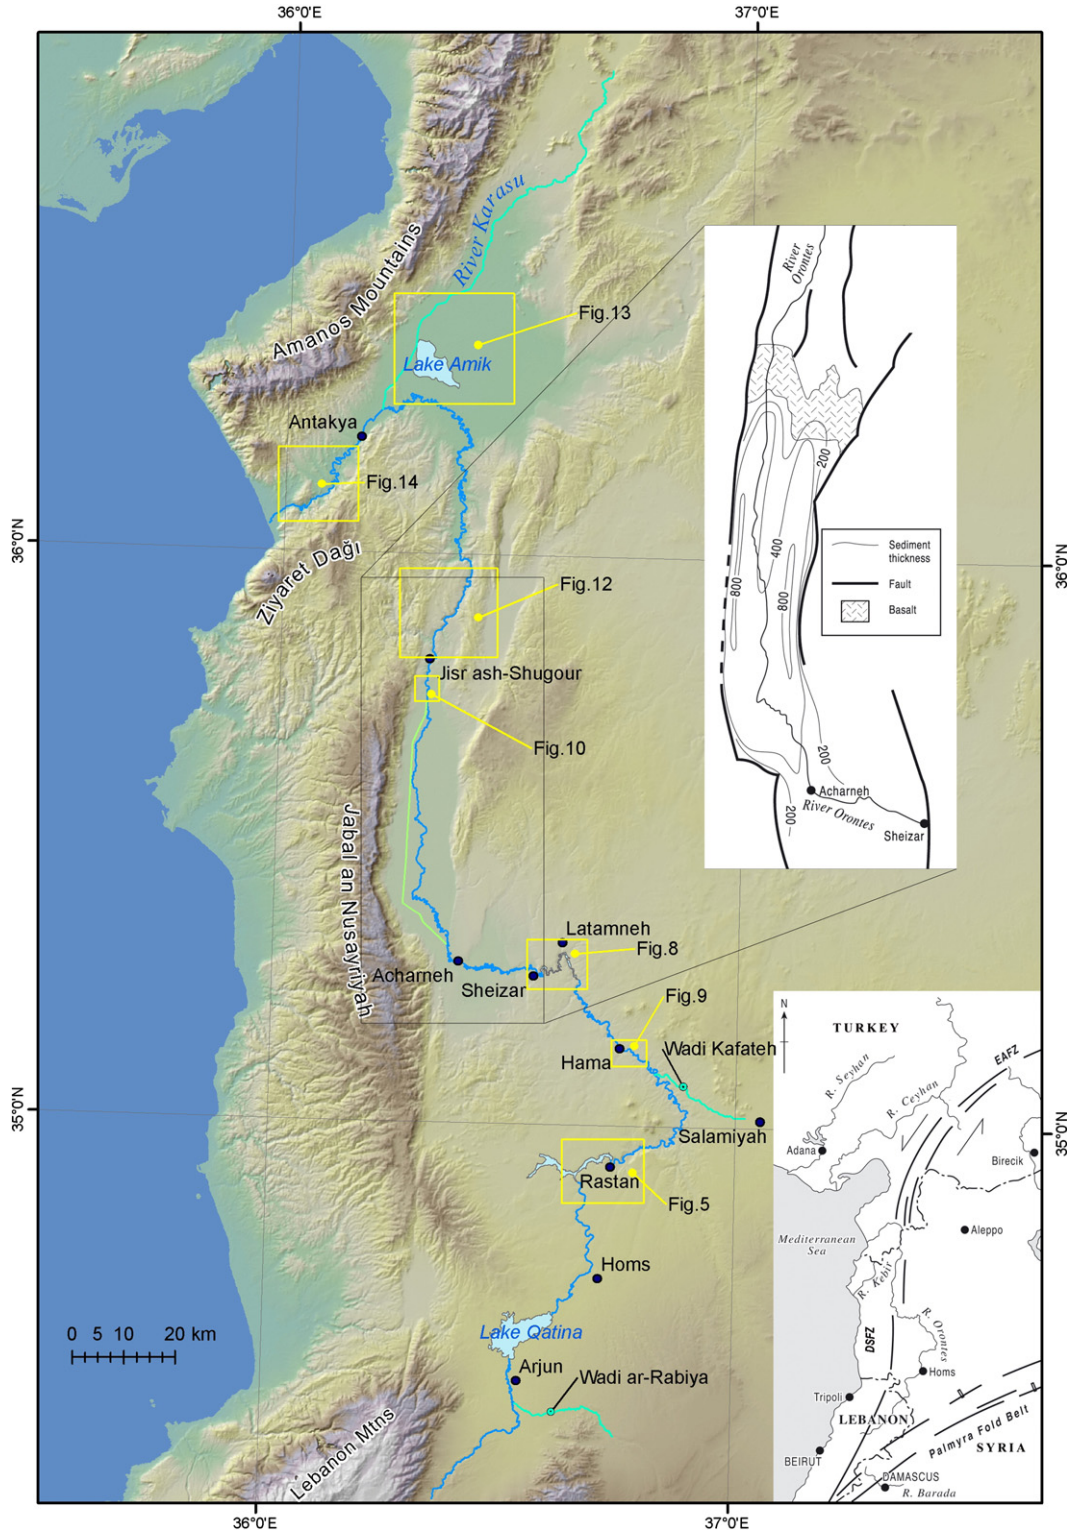 36°0'E
37°0'E
River Karasu
Amanos Mountains
Fig.13
Lake Amik
Antakya
Fig.14
36°0'N
36°0'N
Ziyaret Dağı
Fig.12
Jisr ash-Shugour
Fig.10
Jabal an Nusayriyah
Latamneh
Fig.8
Acharneh
Sheizar
Fig.9
Wadi Kafateh
Hama
35°0'N
35°0'N
Salamiyah
Rastan
Fig.5
Homs
0 5 10 20 km
Lake Qatina
Arjun
Wadi ar-Rabiya
Lebanon Mtns
36°0'E
37°0'E
River
Orontes
200
400
800
800
Sediment
thickness
Fault
Basalt
200
200
Acharneh
River Orontes
Sheizar
N
TURKEY
EAFZ
R. Seyhan
R. Ceyhan
Adana
Birecik
Mediterranean
Sea
Aleppo
R. Kebir
R. Orontes
DSFZ
Homs
Tripoli
LEBANON
Palmyra Fold Belt
SYRIA
BEIRUT
DAMASCUS
R. Barada